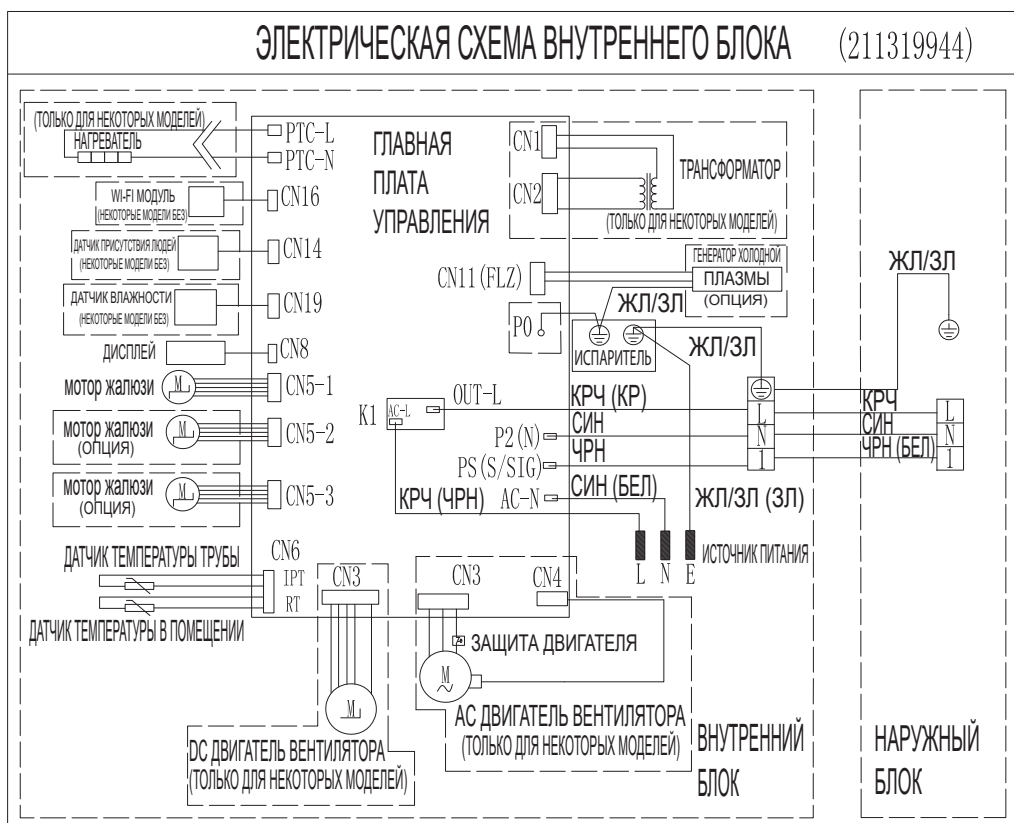 ЭЛЕКТРИЧЕСКАЯ СХЕМА ВНУТРЕННЕГО БЛОКА (211319944)
(ТОЛЬКО ДЛЯ НЕКОТОРЫХ МОДЕЛЕЙ)
НАГРЕВАТЕЛЬ
PTC-L
PTC-N
WI-FI МОДУЛЬ
(НЕКОТОРЫЕ МОДЕЛИ БЕЗ)
CN16
ДАТЧИК ПРИСУТСТВИЯ ЛЮДЕЙ
(НЕКОТОРЫЕ МОДЕЛИ БЕЗ)
CN14
ДАТЧИК ВЛАЖНОСТИ
(НЕКОТОРЫЕ МОДЕЛИ БЕЗ)
CN19
ДИСПЛЕЙ
CN8
МОТОР ЖАЛЮЗИ
M
CN5-1
МОТОР ЖАЛЮЗИ
(ОПЦИЯ)
M
CN5-2
МОТОР ЖАЛЮЗИ
(ОПЦИЯ)
M
CN5-3
ДАТЧИК ТЕМПЕРАТУРЫ ТРУБЫ
CN6
IPT
RT
ДАТЧИК ТЕМПЕРАТУРЫ В ПОМЕЩЕНИИ
ГЛАВНАЯ
ПЛАТА
УПРАВЛЕНИЯ
CN1
CN2
ТРАНСФОРМАТОР
(ТОЛЬКО ДЛЯ НЕКОТОРЫХ МОДЕЛЕЙ)
CN11(FLZ)
ГЕНЕРАТОР ХОЛОДНОЙ
ПЛАЗМЫ
(ОПЦИЯ)
ЖЛ/ЗЛ
P0
ИСПАРИТЕЛЬ
ЖЛ/ЗЛ
K1
AC-L
OUT-L
КРЧ (КР)
P2(N)
СИН
PS(S/SIG)
ЧРН
КРЧ (ЧРН)
AC-N
СИН (БЕЛ)
ЖЛ/ЗЛ (ЗЛ)
L
N
1
L N E
ИСТОЧНИК ПИТАНИЯ
ЖЛ/ЗЛ
КРЧ
СИН
ЧРН (БЕЛ)
L
N
1
CN3
M
DC ДВИГАТЕЛЬ ВЕНТИЛЯТОРА
(ТОЛЬКО ДЛЯ НЕКОТОРЫХ МОДЕЛЕЙ)
CN3
CN4
ЗАЩИТА ДВИГАТЕЛЯ
M
AC ДВИГАТЕЛЬ ВЕНТИЛЯТОРА
(ТОЛЬКО ДЛЯ НЕКОТОРЫХ МОДЕЛЕЙ)
ВНУТРЕННИЙ
БЛОК
НАРУЖНЫЙ
БЛОК